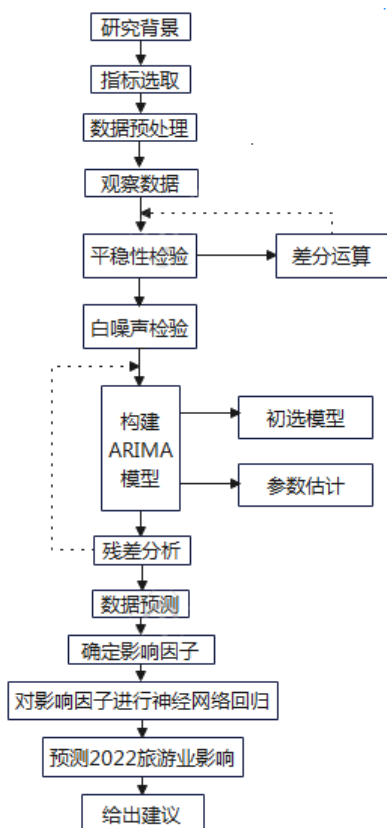 研究背景
指标选取
数据预处理
观察数据
平稳性检验
差分运算
白噪声检验
构建
ARIMA
模型
初选模型
参数估计
残差分析
数据预测
确定影响因子
对影响因子进行神经网络回归
预测2022旅游业影响
给出建议